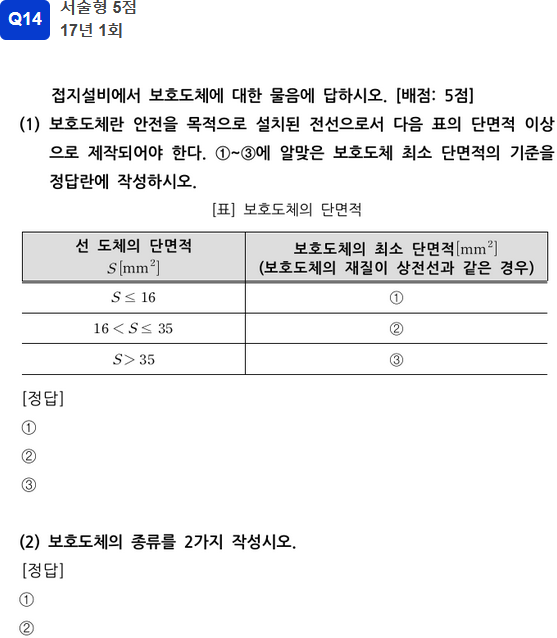 Q14
서술형 5점
17년 1회
접지설비에서 보호도체에 대한 물음에 답하시오. [배점: 5점]
(1) 보호도체란 안전을 목적으로 설치된 전선으로서 다음 표의 단면적 이상
으로 제작되어야 한다. ①~③에 알맞은 보호도체 최소 단면적의 기준을
정답란에 작성하시오.
[표] 보호도체의 단면적
선 도체의 단면적
S[mm²]
보호도체의 최소 단면적[mm²]
(보호도체의 재질이 상전선과 같은 경우)
S ≤ 16
①
16 < S ≤ 35
②
S > 35
③
[정답]
①
②
③
(2) 보호도체의 종류를 2가지 작성시오.
[정답]
①
②